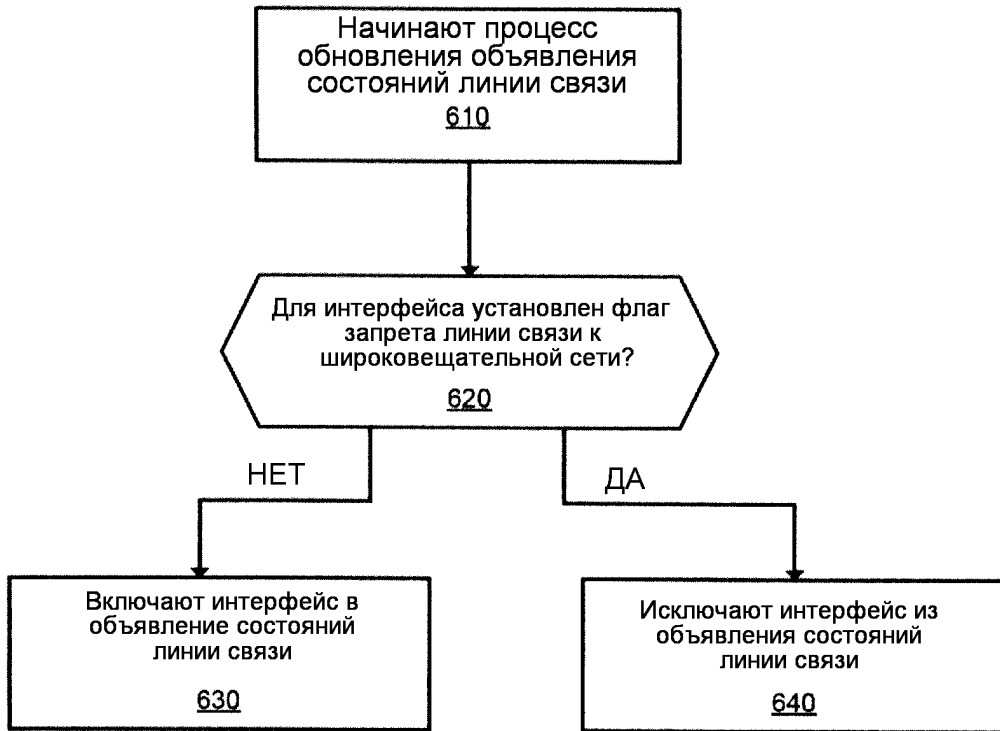 Начинают процесс
обновления объявления
состояний линии связи
610
Для интерфейса установлен флаг
запрета линии связи к
широковещательной сети?
620
НЕТ
ДА
Включают интерфейс в
объявление состояний
линии связи
630
Исключают интерфейс из
объявления состояний
линии связи
640